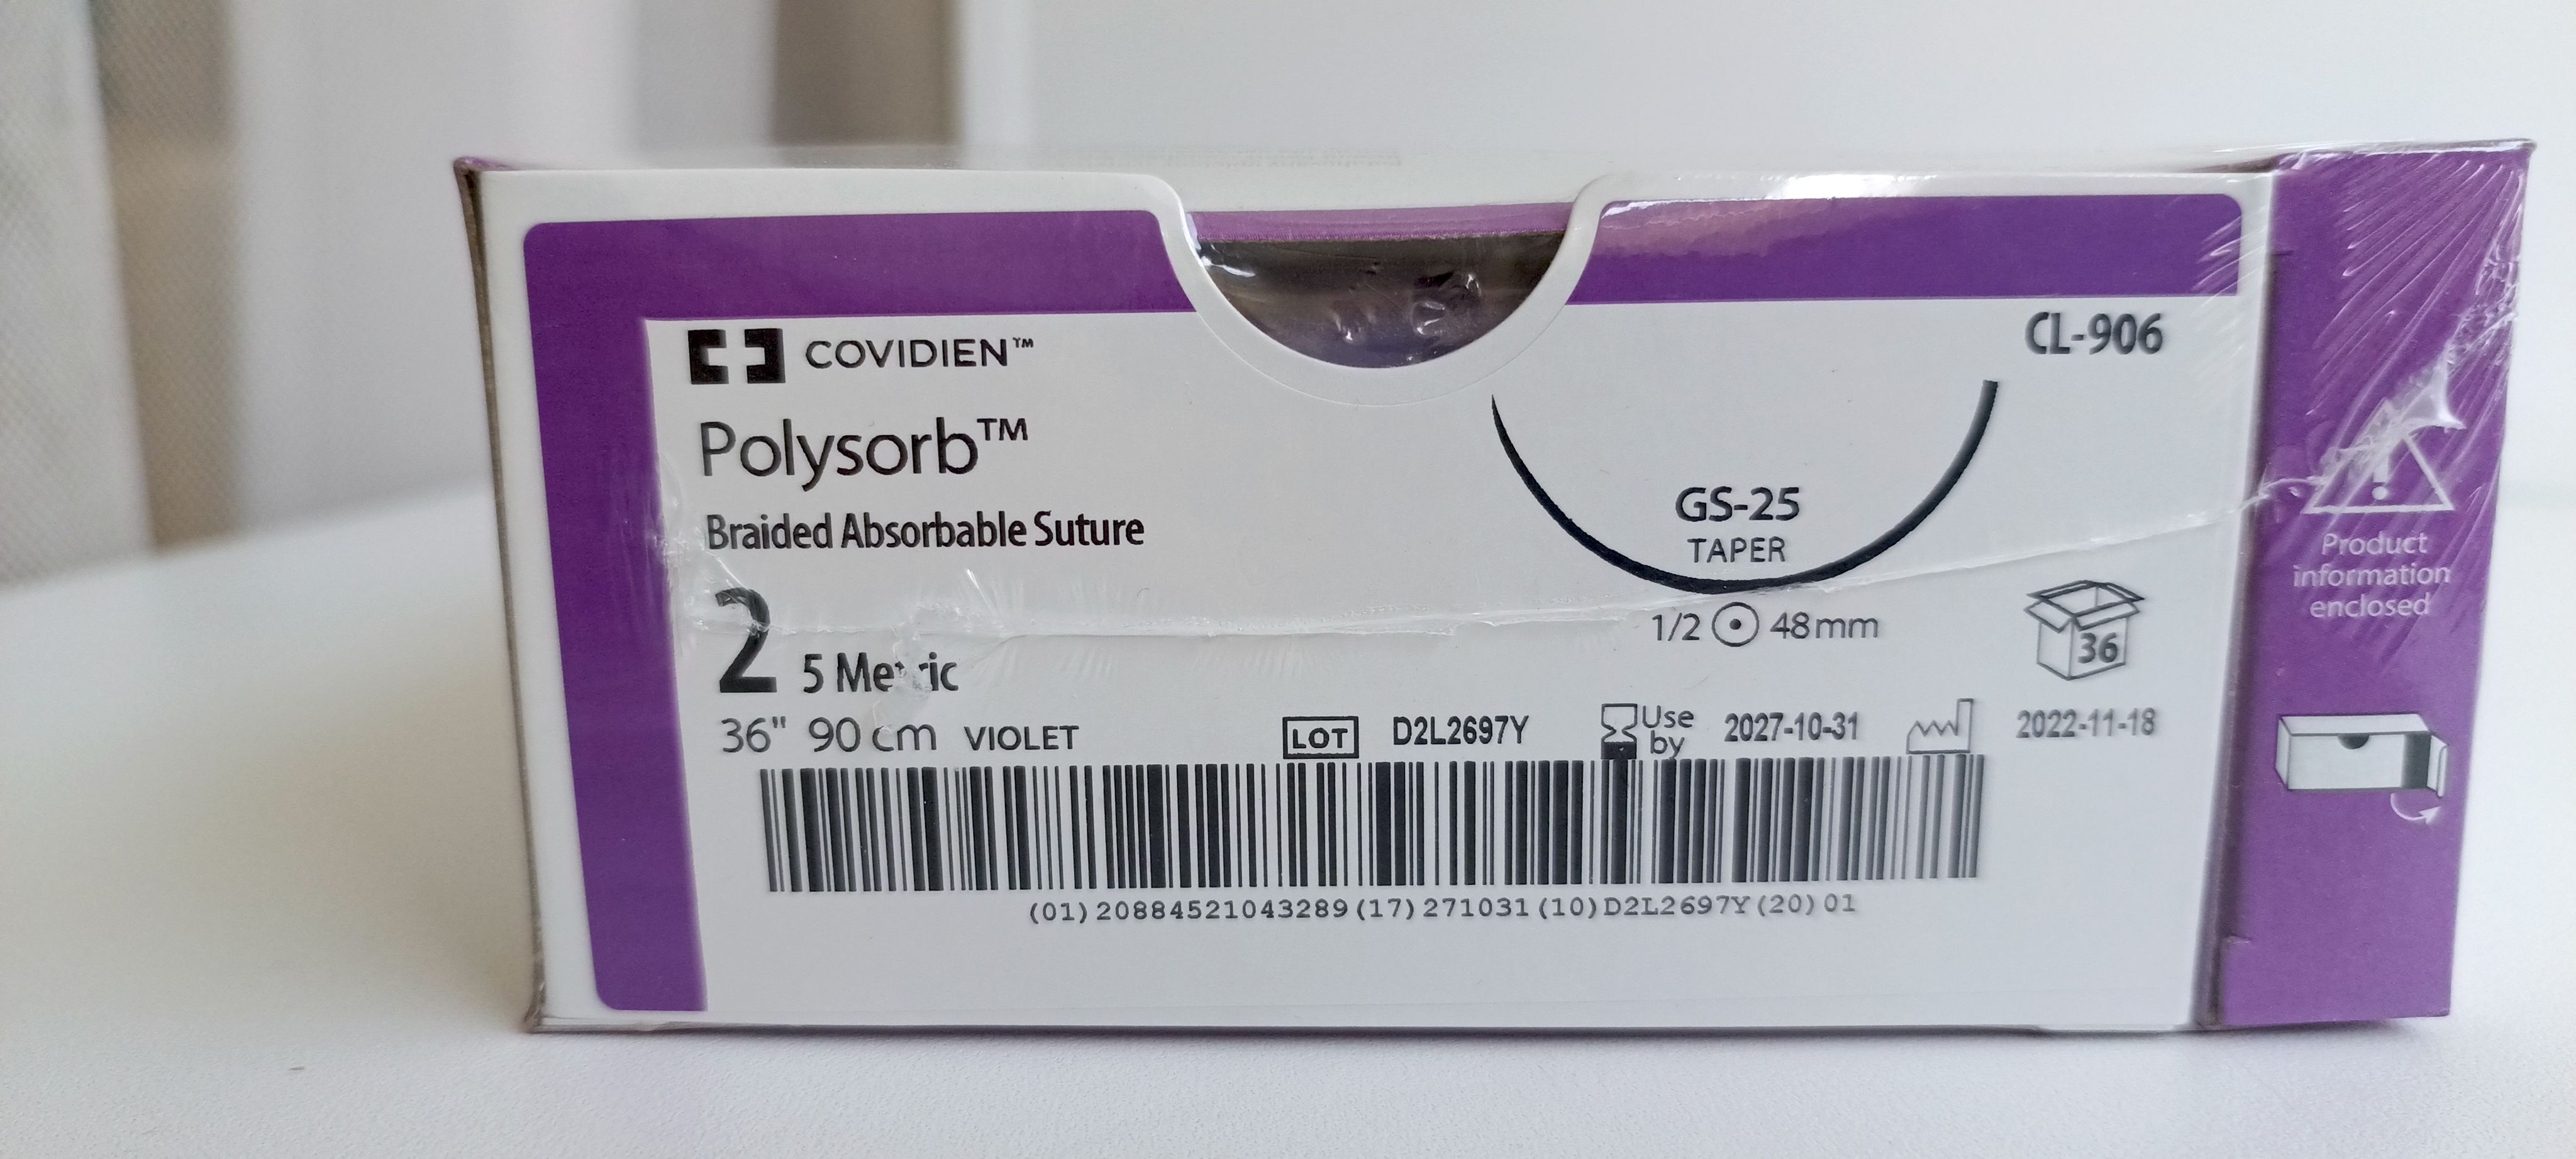 COVIDIEN™
CL-906
Polysorb™
Braided Absorbable Suture
GS-25
TAPER
2 5 Metric
1/2 48mm
36
36" 90 cm VIOLET
LOT D2L2697Y
Use by 2027-10-31
2022-11-18
(01)20884521043289(17)271031(10)D2L2697Y(20)01
Product
information
enclosed